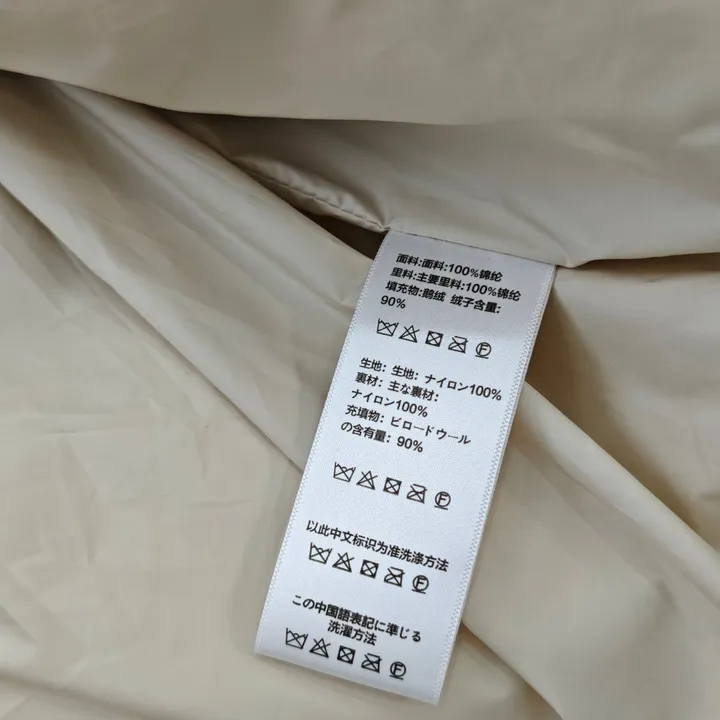 面料:面料:100%锦纶
里料:主要里料:100%锦纶
填充物:鹅绒 绒子含量:
90%
生地: 生地: ナイロン100%
裏材: 主な裏材:
ナイロン100%
充填物: ビロードウール
の含有量: 90%
以此中文标识为准洗涤方法
この中国語表記に準じる
洗濯方法